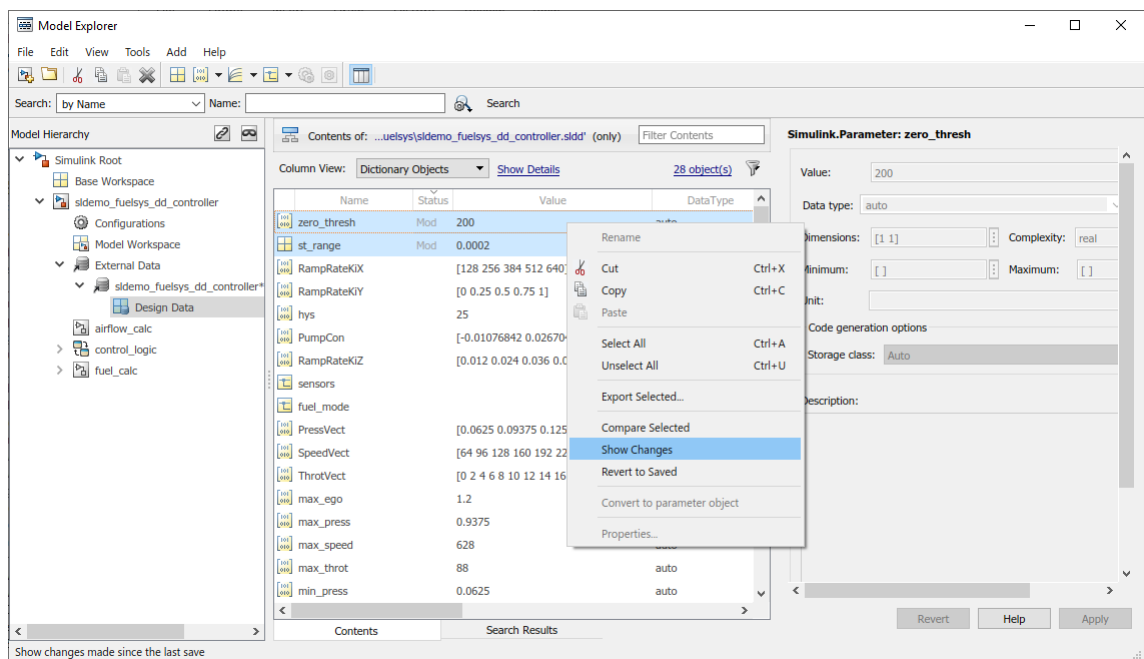 Model Explorer
File Edit View Tools Add Help
Search: by Name Name: Search
Model Hierarchy
Simulink Root
Base Workspace
sldemo_fuelsys_dd_controller
Configurations
Model Workspace
External Data
sldemo_fuelsys_dd_controller*
Design Data
airflow_calc
control_logic
fuel_calc
Contents of: ...uelsys\sldemo_fuelsys_dd_controller.sldd' (only) Filter Contents
Column View: Dictionary Objects Show Details 28 object(s)
Name Status Value DataType
zero_thresh Mod 200 auto
st_range Mod 0.0002
RampRateKiX [128 256 384 512 640]
RampRateKiY [0 0.25 0.5 0.75 1]
hys 25
PumpCon [-0.01076842 0.02670
RampRateKiZ [0.012 0.024 0.036 0.0
sensors
fuel_mode
PressVect [0.0625 0.09375 0.125
SpeedVect [64 96 128 160 192 22
ThrotVect [0 2 4 6 8 10 12 14 16
max_ego 1.2
max_press 0.9375
max_speed 628
max_throt 88 auto
min_press 0.0625 auto
Contents Search Results
Rename
Cut Ctrl+X
Copy Ctrl+C
Paste
Select All Ctrl+A
Unselect All Ctrl+U
Export Selected...
Compare Selected
Show Changes
Revert to Saved
Convert to parameter object
Properties...
Simulink.Parameter: zero_thresh
Value: 200
Data type: auto
Dimensions: [1 1] Complexity: real
Minimum: [ ] Maximum: [ ]
Unit:
Code generation options
Storage class: Auto
Description:
Revert Help Apply
Show changes made since the last save